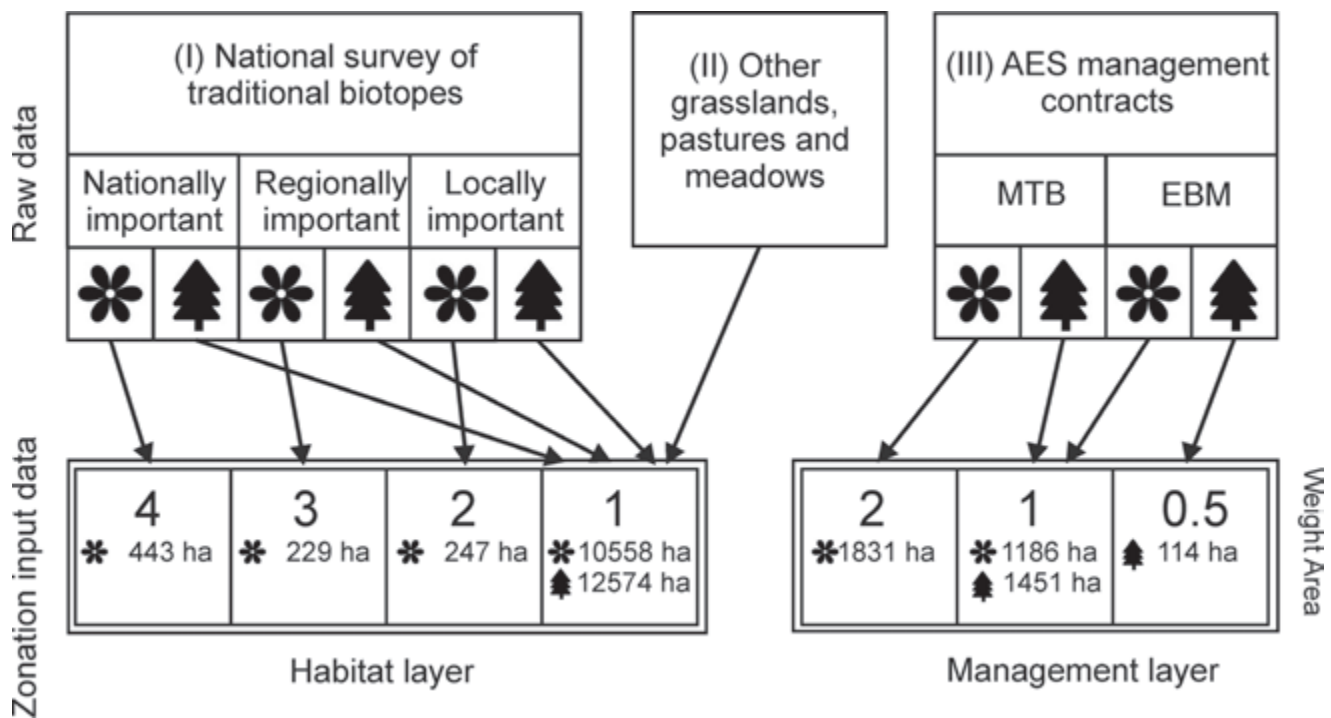 Raw data
(I) National survey of
traditional biotopes
Nationally
important
Regionally
important
Locally
important
(II) Other
grasslands,
pastures and
meadows
(III) AES management
contracts
MTB
EBM
Zonation input data
4
443 ha
3
229 ha
2
247 ha
1
10558 ha
12574 ha
Habitat layer
2
1831 ha
1
1186 ha
1451 ha
0.5
114 ha
Management layer
Weight Area